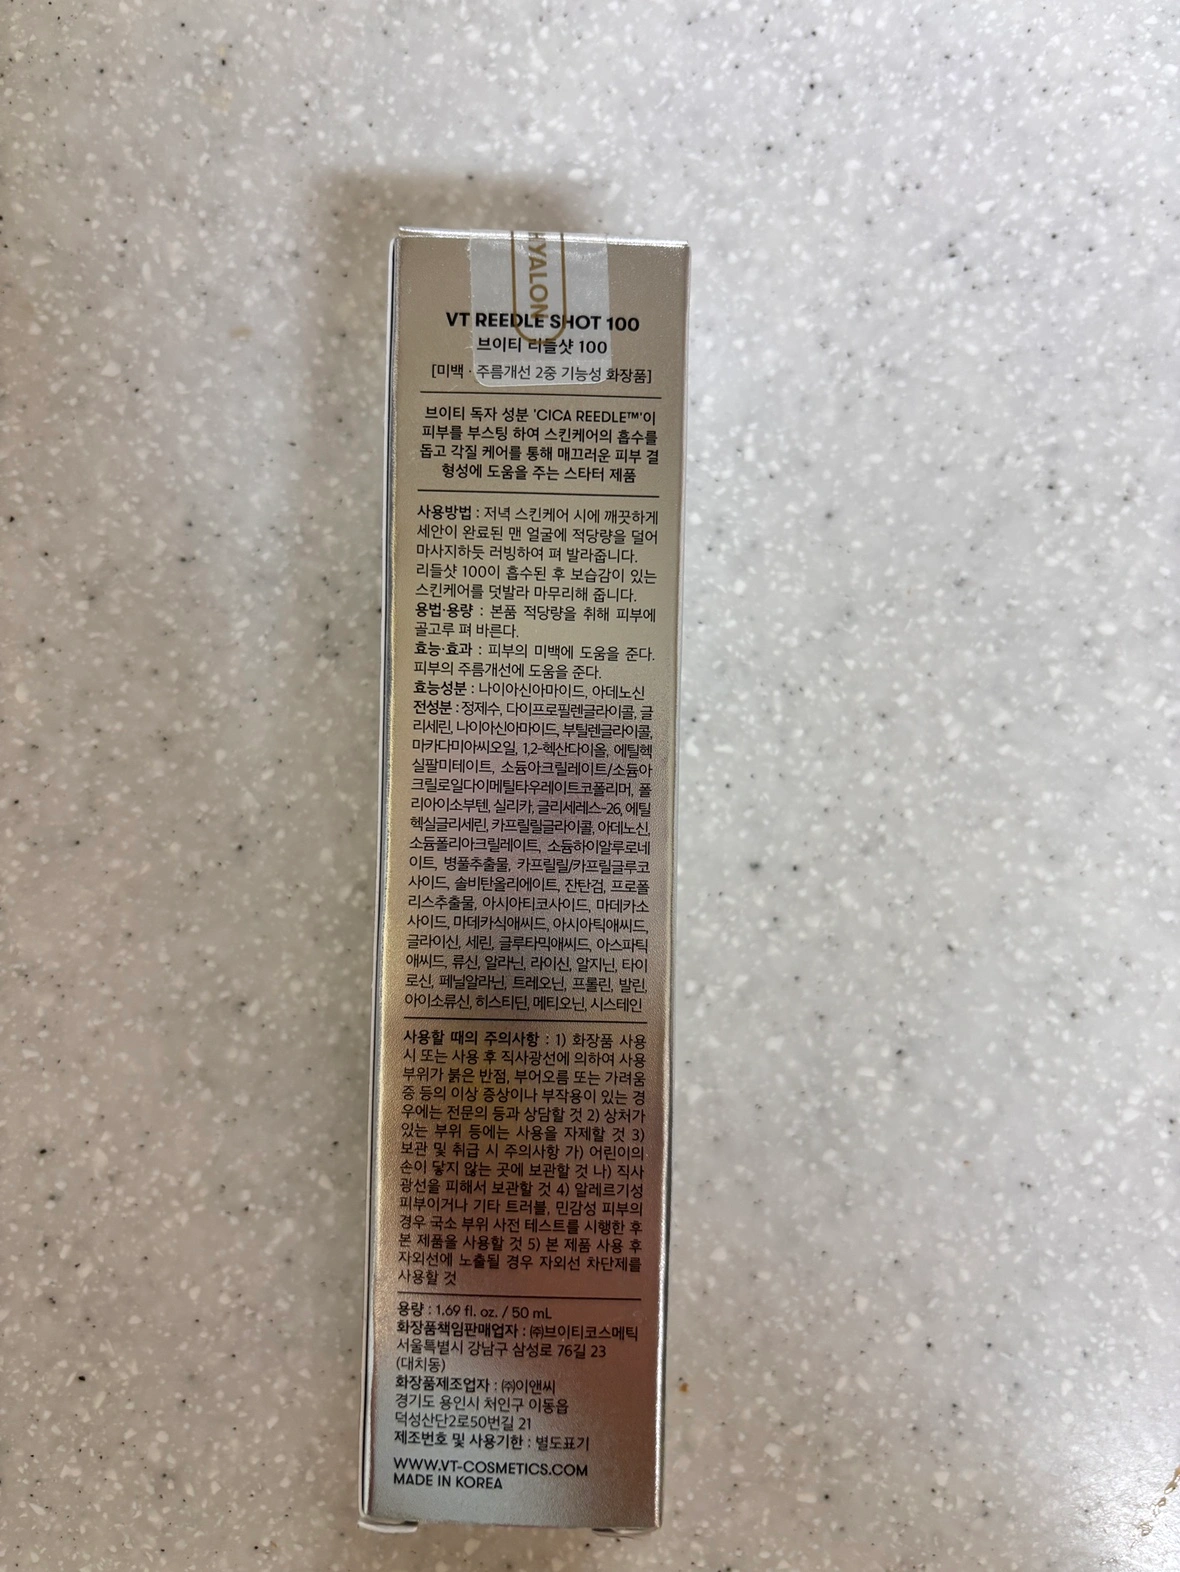 HYALON
VT REEDLE SHOT 100
브이티 리들샷 100
[미백 · 주름개선 2중 기능성 화장품]
브이티 독자 성분 'CICA REEDLE™'이
피부를 부스팅 하여 스킨케어의 흡수를
돕고 각질 케어를 통해 매끄러운 피부 결
형성에 도움을 주는 스타터 제품
사용방법 : 저녁 스킨케어 시에 깨끗하게
세안이 완료된 맨 얼굴에 적당량을 덜어
마사지하듯 러빙하여 펴 발라줍니다.
리들샷 100이 흡수된 후 보습감이 있는
스킨케어를 덧발라 마무리해 줍니다.
용법·용량 : 본품 적당량을 취해 피부에
골고루 펴 바른다.
효능·효과 : 피부의 미백에 도움을 준다.
피부의 주름개선에 도움을 준다.
효능성분 : 나이아신아마이드, 아데노신
전성분 : 정제수, 다이프로필렌글라이콜, 글
리세린, 나이아신아마이드, 부틸렌글라이콜,
마카다미아씨오일, 1,2-헥산다이올, 에틸헥
실팔미테이트, 소듐아크릴레이트/소듐아
크릴로일다이메틸타우레이트코폴리머, 폴
리아이소부텐, 실리카, 글리세레스-26, 에틸
헥실글리세린, 카프릴릴글라이콜, 아데노신,
소듐폴리아크릴레이트, 소듐하이알루로네
이트, 병풀추출물, 카프릴릴/카프릴글루코
사이드, 솔비탄올리에이트, 잔탄검, 프로폴
리스추출물, 아시아티코사이드, 마데카소
사이드, 마데카식애씨드, 아시아틱애씨드,
글라이신, 세린, 글루타믹애씨드, 아스파틱
애씨드, 류신, 알라닌, 라이신, 알지닌, 타이
로신, 페닐알라닌, 트레오닌, 프롤린, 발린,
아이소류신, 히스티딘, 메티오닌, 시스테인
사용할 때의 주의사항 : 1) 화장품 사용
시 또는 사용 후 직사광선에 의하여 사용
부위가 붉은 반점, 부어오름 또는 가려움
증 등의 이상 증상이나 부작용이 있는 경
우에는 전문의 등과 상담할 것 2) 상처가
있는 부위 등에는 사용을 자제할 것 3)
보관 및 취급 시 주의사항 가) 어린이의
손이 닿지 않는 곳에 보관할 것 나) 직사
광선을 피해서 보관할 것 4) 알레르기성
피부이거나 기타 트러블, 민감성 피부의
경우 국소 부위 사전 테스트를 시행한 후
본 제품을 사용할 것 5) 본 제품 사용 후
자외선에 노출될 경우 자외선 차단제를
사용할 것
용량 : 1.69 fl. oz. / 50 mL
화장품책임판매업자 : ㈜브이티코스메틱
서울특별시 강남구 삼성로 76길 23
(대치동)
화장품제조업자 : ㈜이앤씨
경기도 용인시 처인구 이동읍
덕성산단2로50번길 21
제조번호 및 사용기한 : 별도표기
WWW.VT-COSMETICS.COM
MADE IN KOREA